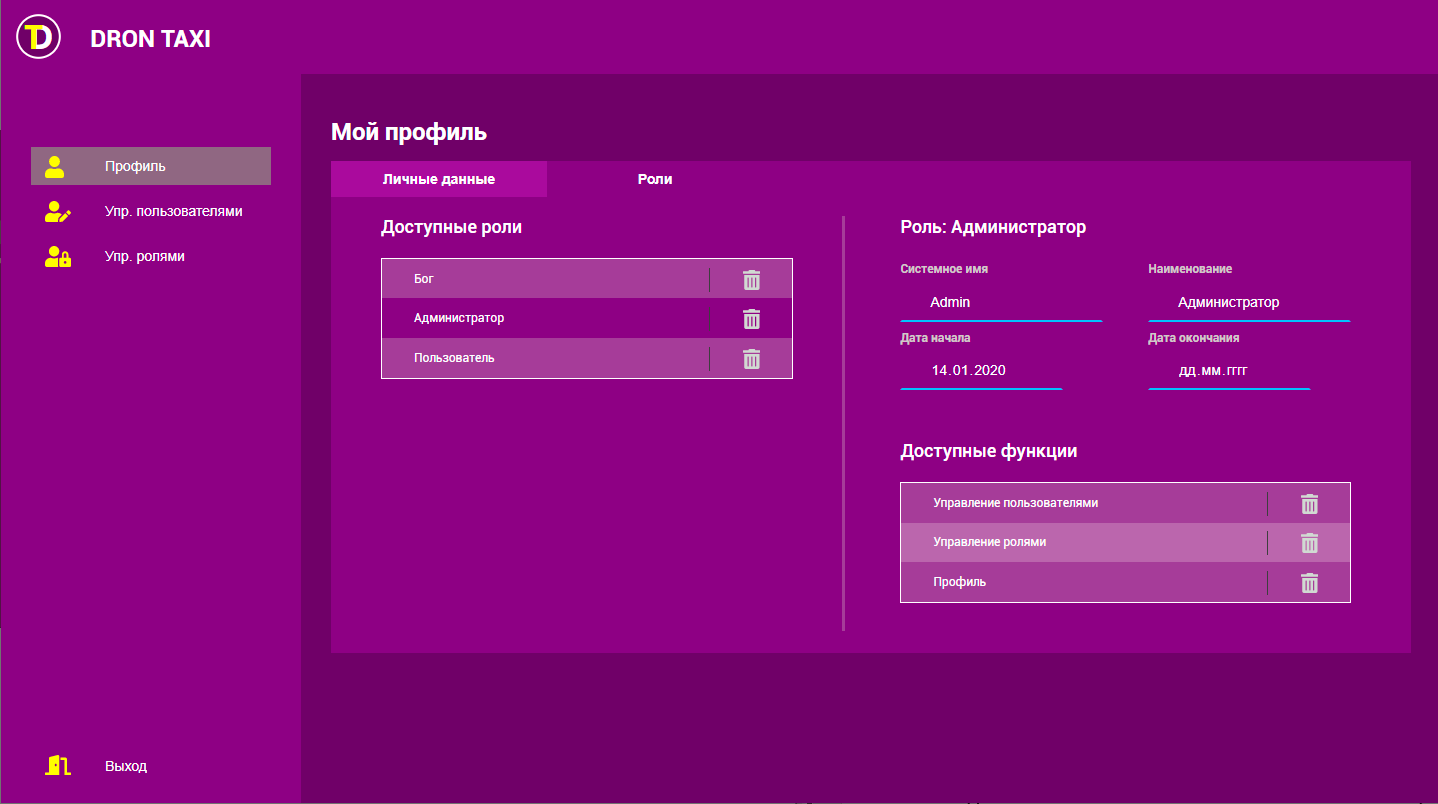 TD
DRON TAXI
Профиль
Упр. пользователями
Упр. ролями
Выход
Мой профиль
Личные данные
Роли
Доступные роли
Бог
Администратор
Пользователь
Роль: Администратор
Системное имя
Наименование
Admin
Администратор
Дата начала
Дата окончания
14.01.2020
дд.мм.гггг
Доступные функции
Управление пользователями
Управление ролями
Профиль